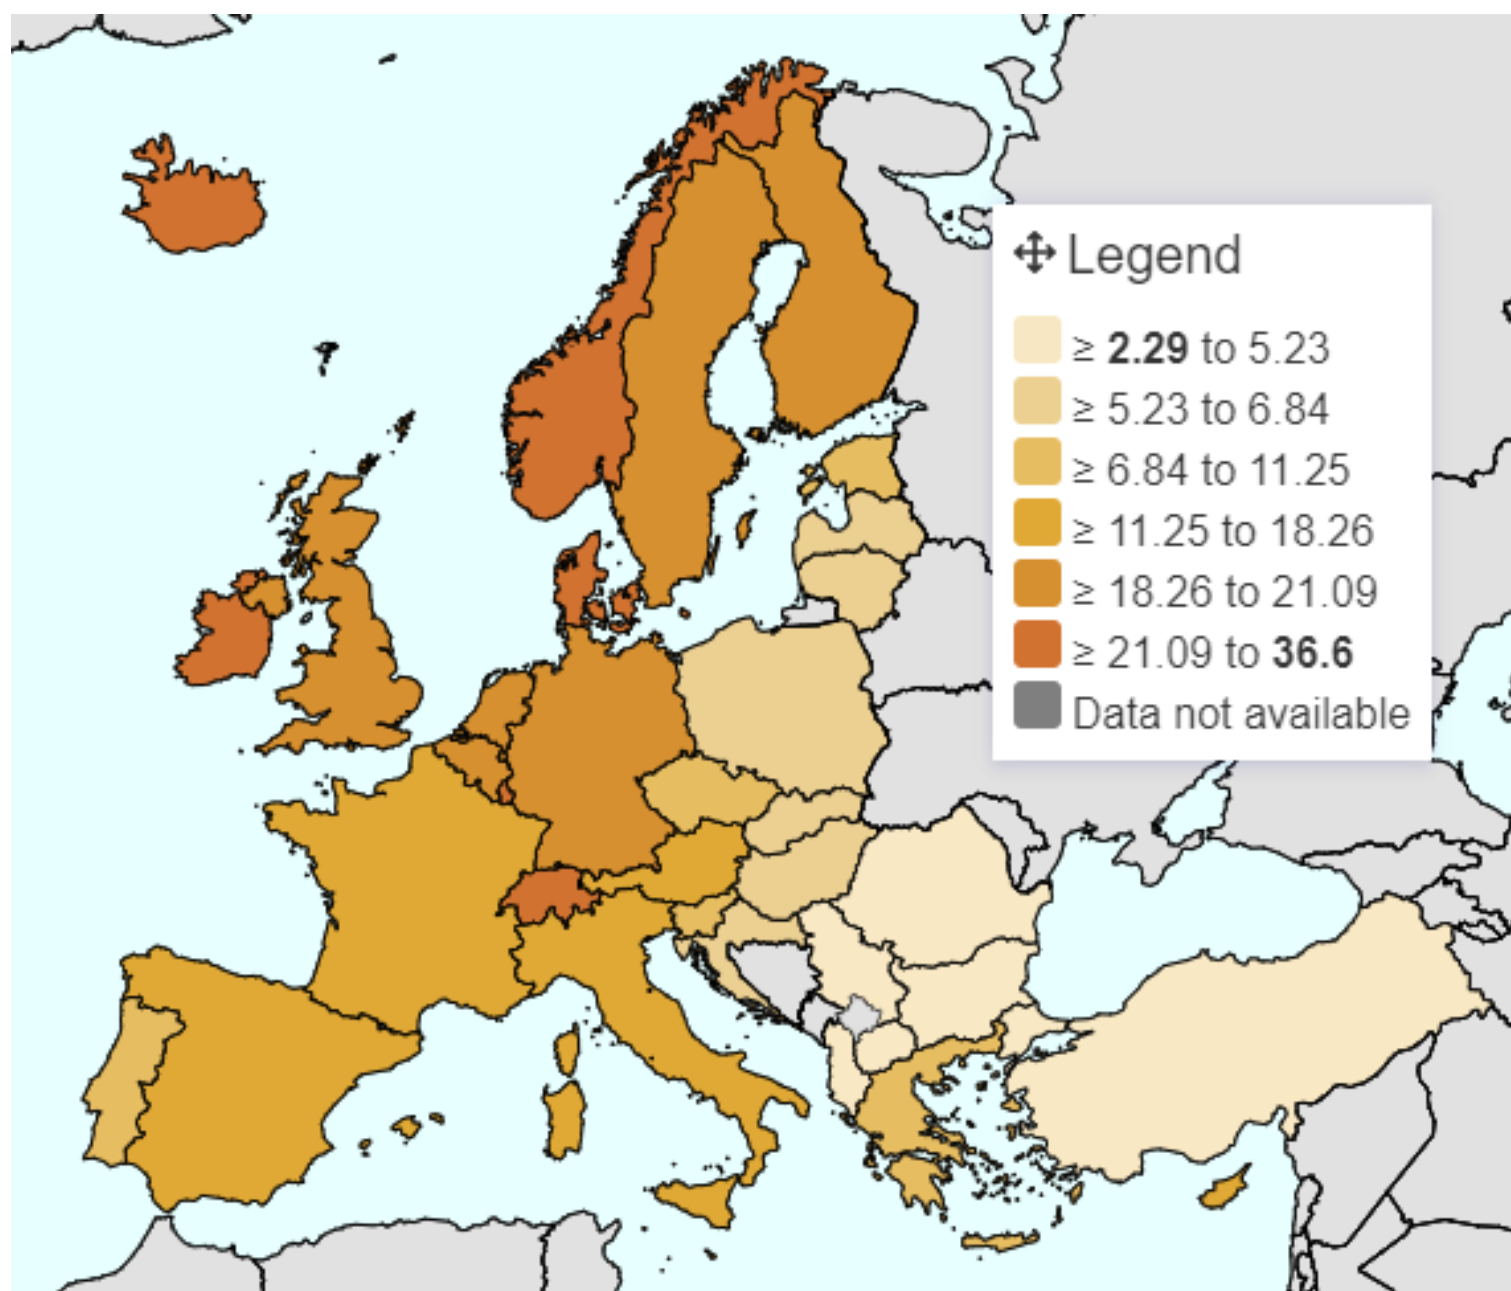 Legend
≥ 2.29 to 5.23
≥ 5.23 to 6.84
≥ 6.84 to 11.25
≥ 11.25 to 18.26
≥ 18.26 to 21.09
≥ 21.09 to 36.6
Data not available